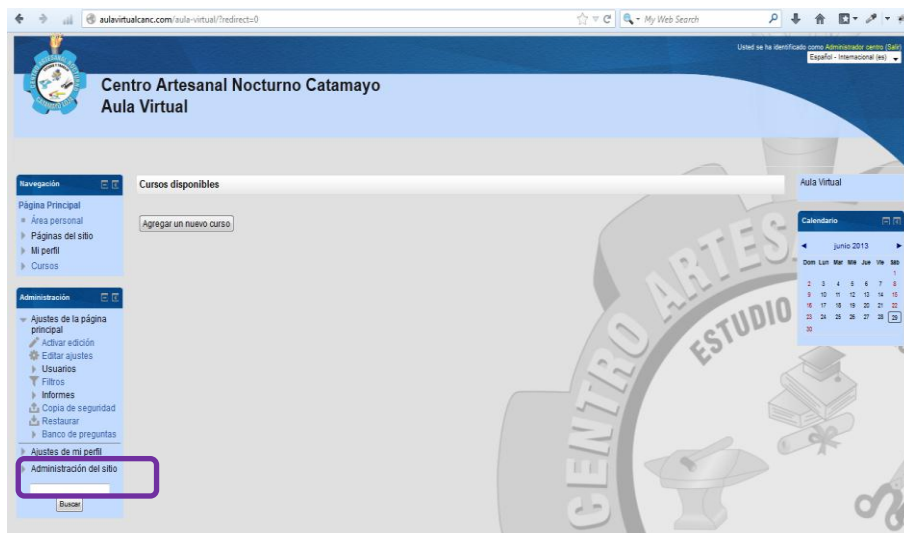 aulavirtualcanc.com/aula-virtual/?redirect=0
My Web Search
Usted se ha identificado como Administrador centro (Salir)
Español - Internacional (es)
Centro Artesanal Nocturno Catamayo
Aula Virtual
Navegación
Página Principal
Área personal
Páginas del sitio
Mi perfil
Cursos
Administración
Ajustes de la página
principal
Activar edición
Editar ajustes
Usuarios
Filtros
Informes
Copia de seguridad
Restaurar
Banco de preguntas
Ajustes de mi perfil
Administración del sitio
Buscar
Cursos disponibles
Agregar un nuevo curso
CENTRO ARTES
ESTUDIO
Aula Virtual
Calendario
junio 2013
Dom Lun Mar Mié Jue Vie Sáb
1
2 3 4 5 6 7 8
9 10 11 12 13 14 15
16 17 18 19 20 21 22
23 24 25 26 27 28 29
30